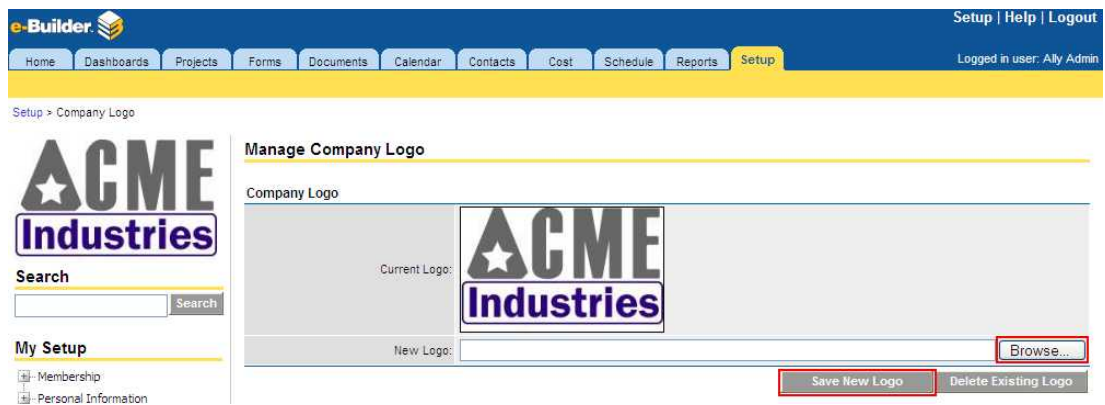 e-Builder.
Setup | Help | Logout
Home Dashboards Projects Forms Documents Calendar Contacts Cost Schedule Reports Setup
Logged in user: Ally Admin
Setup > Company Logo
ACME
Industries
Search
Search
My Setup
Membership
Personal Information
Manage Company Logo
Company Logo
Current Logo:
ACME
Industries
New Logo:
Browse...
Save New Logo
Delete Existing Logo